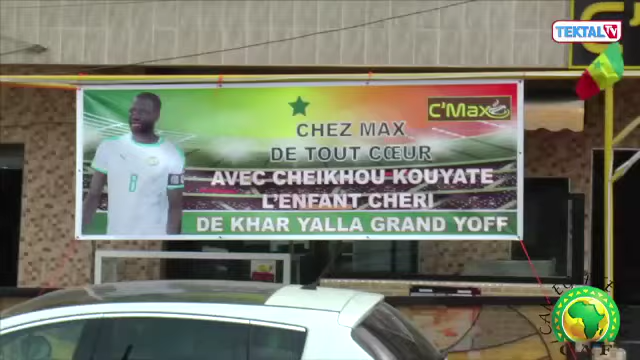 TEKTAL TV
C'Max
CHEZ MAX
DE TOUT CŒUR
AVEC CHEIKHOU KOUYATE
L'ENFANT CHERI
DE KHAR YALLA GRAND YOFF
8